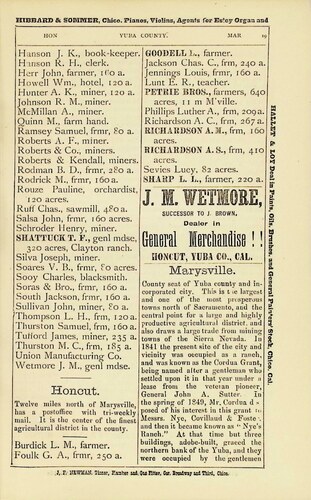 HIBBARD & SOMMER, Chico. Pianos, Violins, Agents for Estey Organ and
HON YUBA COUNTY. MAR
Hanson J. K., book-keeper.
Hanson R. H., clerk.
Herr John, farmer, 160 a.
Howell Wm., hotel, 120 a.
Hunter A. K., miner, 120 a.
Johnson R. M., miner.
McMillan A., miner.
Quinn M., farm hand.
Ramsey Samuel, frmr, 80 a.
Roberts A. F., miner.
Roberts & Co., miners.
Roberts & Kendall, miners.
Rodman B. D., frmr, 280 a.
Rodrick M., frmr, 160 a.
Rouze Pauline, orchardist,
120 acres.
Ruff Chas., sawmill, 480 a.
Salsa John, frmr, 160 acres.
Schroder Henry, miner.
SHATTUCK T. F., genl mdse,
320 acres, Clayton ranch.
Silva Joseph, miner.
Soares V. B., frmr, 80 acres.
Sooy Charles, blacksmith.
Soras & Bro., frmr, 160 a.
South Jackson, frmr, 160 a.
Sullivan John, miner, 80 a.
Thompson L. H., frm, 120 a.
Thurston Samuel, frm, 160 a.
Tufford James, miner, 235 a.
Thurston M. C., frm, 185 a.
Union Manufacturing Co.
Wetmore J. M., genl mdse.
Honcut.
Twelve miles north of Marysville,
has a postoffice with tri-weekly
mail. It is the center of the finest
agricultural district in the county.
Burdick L. M., farmer.
Foulk G. A., frmr, 250 a.
GOODELL L., farmer.
Jackson Chas. C., frm, 240 a.
Jennings Louis, frmr, 160 a.
Lunt E. R., miner.
PETRIE BROS., farmers, 640
acres, 11 m M'ville.
Phillips Luther A., frm, 209a.
Richardson A. C., frm, 267 a.
RICHARDSON A. M., frm, 160
acres.
RICHARDSON A. S., frm, 410
acres.
Sevies Lucy, 82 acres.
SHARP L. L., farmer, 220 a.
J. M. WETMORE,
SUCCESSOR TO J. BROWN,
Dealer in
General Merchandise!!
HONCUT, YUBA CO., CAL.
Marysville.
County seat of Yuba county and in-
corporated city. This is the largest
and one of the most prosperous
towns north of Sacramento, and the
central point for a large and highly
productive agricultural district, and
also draws a large trade from mining
towns of the Sierra Nevada. In
1841 the present site of the city and
vicinity was occupied as a ranch,
and was known as the Cordua Grant,
being named after a gentleman who
settled upon it in that year under a
lease from the veteran pioneer,
General John A. Sutter. In
the spring of 1849, Mr. Cordua d-
posed of his interest in this grant to
Messrs. Nye, Covillaud & Foster,
and then it became known as "Nye's
Ranch." At that time but three
buildings, adobe-built, graced the
northern bank of the Yuba, and they
were occupied by the gentlemen
HALLET & LOY Deal in Paints, Oils, Brushes, and General Painters' Stock, Chico, Cal.
J. F. NEWMAN, Tinner, Plumber and Gas Fitter, Cor. Broadway and Third, Chico.